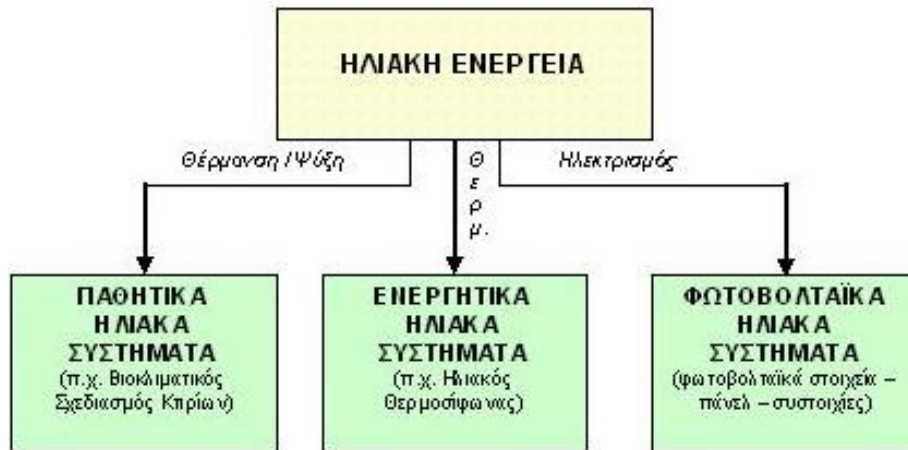 ΗΛΙΑΚΗ ΕΝΕΡΓΕΙΑ
Θέρμανση /Ψύξη
Θερμ.
Ηλεκτρισμός
ΠΑΘΗΤΙΚΑ
ΗΛΙΑΚΑ
ΣΥΣΤΗΜΑΤΑ
(π.χ. Βιοκλιματικός
Σχεδιασμός Κτιρίων)
ΕΝΕΡΓΗΤΙΚΑ
ΗΛΙΑΚΑ
ΣΥΣΤΗΜΑΤΑ
(π.χ. Ηλιακός
Θερμοσίφωνας)
ΦΩΤΟΒΟΛΤΑΪΚΑ
ΗΛΙΑΚΑ
ΣΥΣΤΗΜΑΤΑ
(φωτοβολταϊκά στοιχεία –
πάνελ – συστοιχίες)